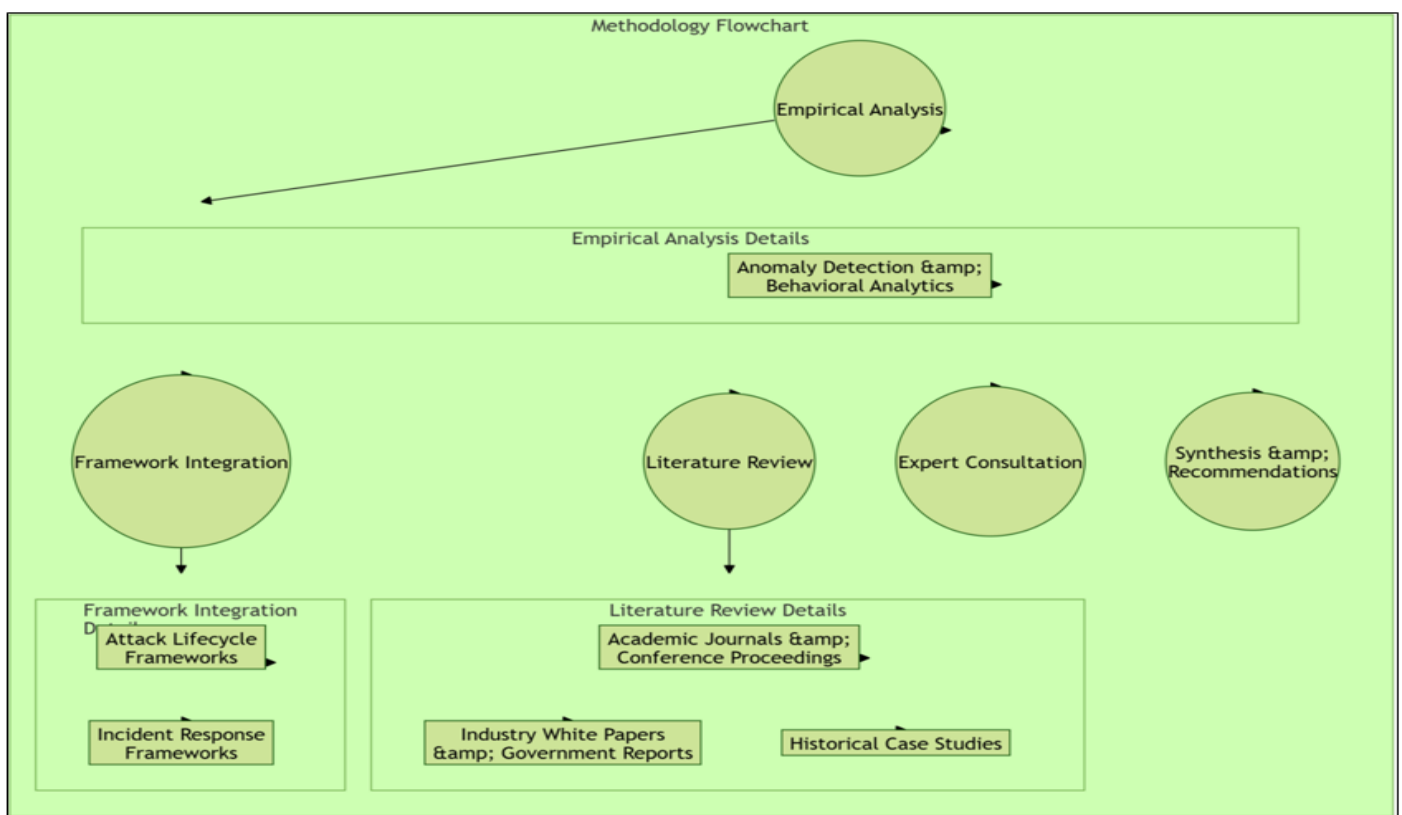 Methodology Flowchart
Empirical Analysis
Empirical Analysis Details
Anomaly Detection &amp;
Behavioral Analytics
Framework Integration
Literature Review
Expert Consultation
Synthesis &amp;
Recommendations
Framework Integration
Attack Lifecycle
Frameworks
Incident Response
Frameworks
Literature Review Details
Academic Journals &amp;
Conference Proceedings
Industry White Papers
&amp; Government Reports
Historical Case Studies